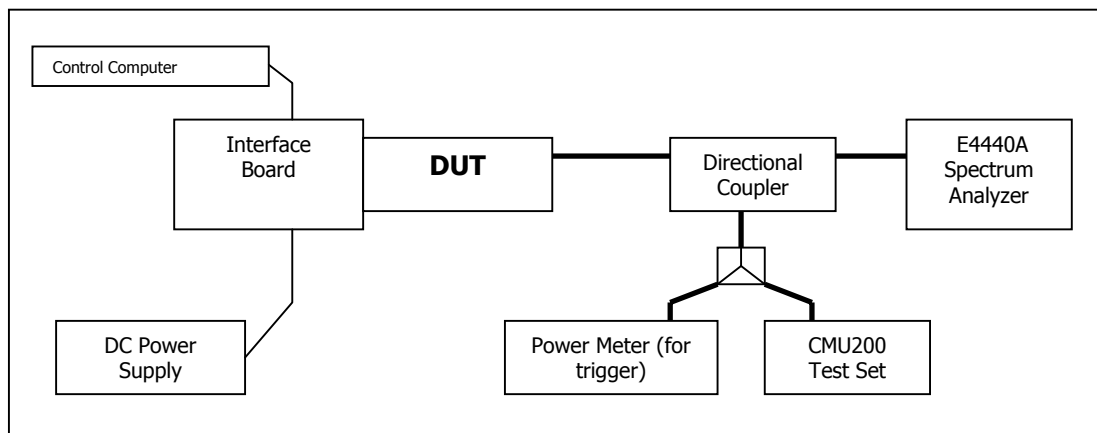 Control Computer
Interface
Board
DUT
Directional
Coupler
E4440A
Spectrum
Analyzer
DC Power
Supply
Power Meter (for
trigger)
CMU200
Test Set